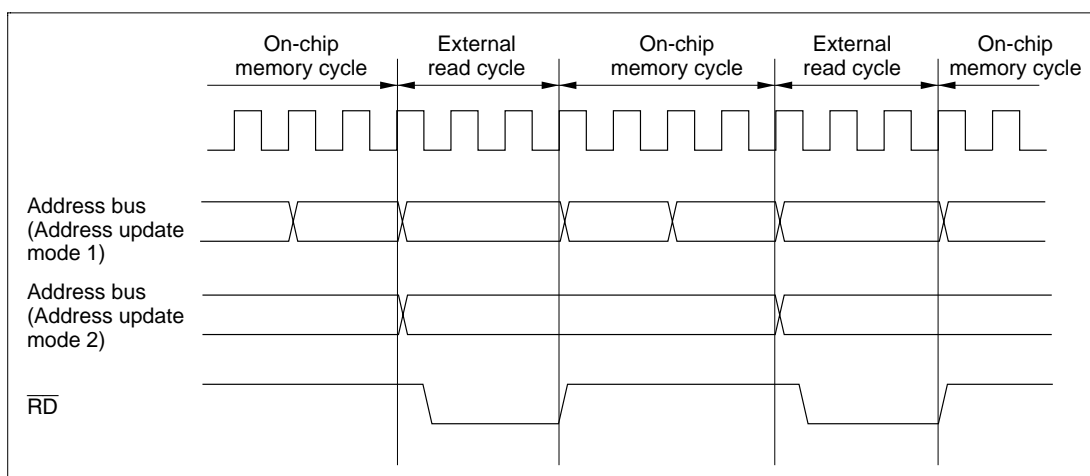 On-chip
memory cycle
External
read cycle
On-chip
memory cycle
External
read cycle
On-chip
memory cycle
Address bus
(Address update
mode 1)
Address bus
(Address update
mode 2)
R̅D̅